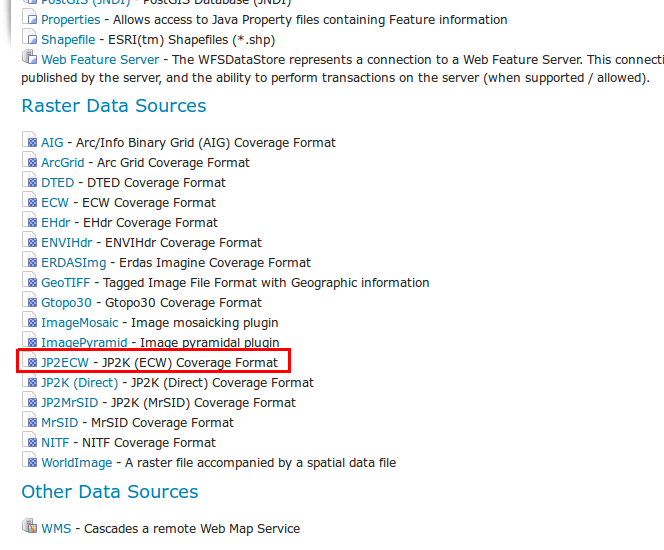 PostGIS (JNDI) - PostGIS Database (JNDI)
Properties - Allows access to Java Property files containing Feature information
Shapefile - ESRI(tm) Shapefiles (*.shp)
Web Feature Server - The WFSDataStore represents a connection to a Web Feature Server. This connecti
published by the server, and the ability to perform transactions on the server (when supported / allowed).
Raster Data Sources
AIG - Arc/Info Binary Grid (AIG) Coverage Format
ArcGrid - Arc Grid Coverage Format
DTED - DTED Coverage Format
ECW - ECW Coverage Format
EHdr - EHdr Coverage Format
ENVIHdr - ENVIHdr Coverage Format
ERDASImg - Erdas Imagine Coverage Format
GeoTIFF - Tagged Image File Format with Geographic information
Gtopo30 - Gtopo30 Coverage Format
ImageMosaic - Image mosaicking plugin
ImagePyramid - Image pyramidal plugin
JP2ECW - JP2K (ECW) Coverage Format
JP2K (Direct) - JP2K (Direct) Coverage Format
JP2MrSID - JP2K (MrSID) Coverage Format
MrSID - MrSID Coverage Format
NITF - NITF Coverage Format
WorldImage - A raster file accompanied by a spatial data file
Other Data Sources
WMS - Cascades a remote Web Map Service